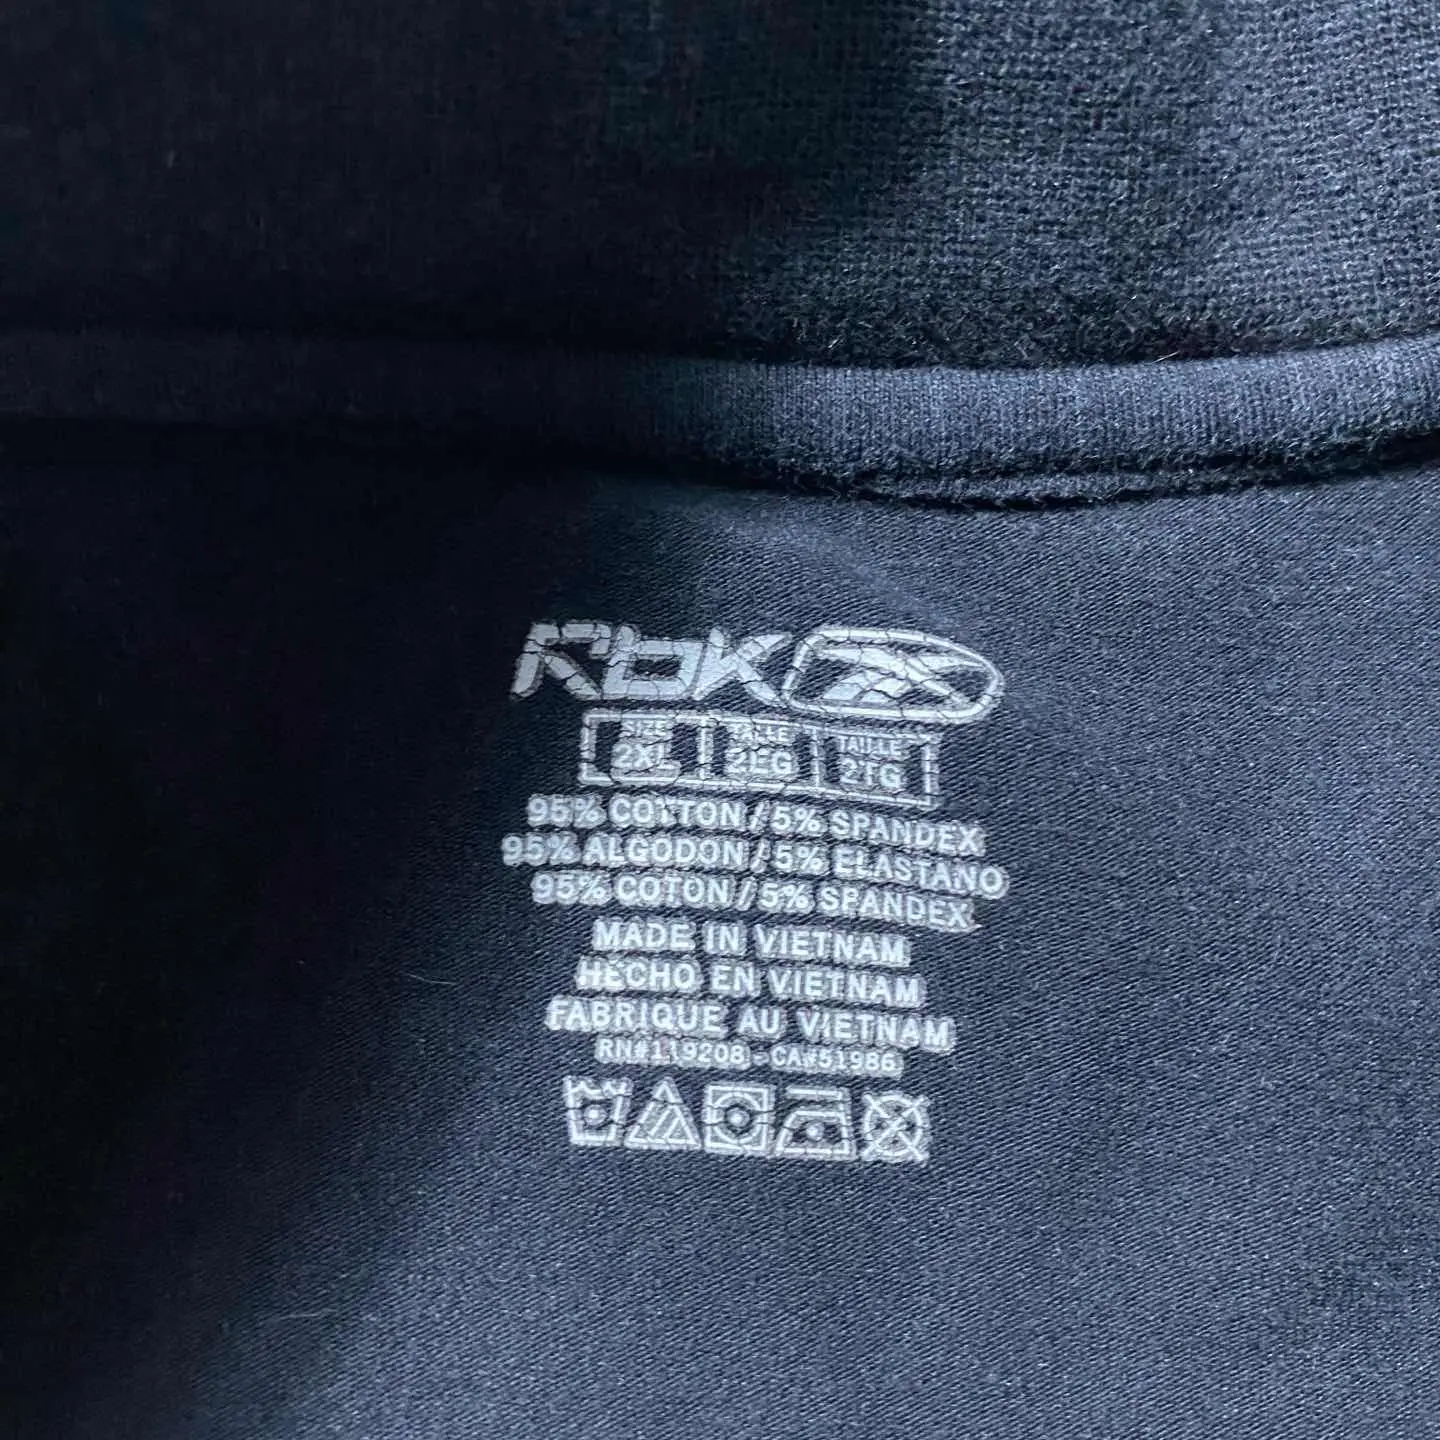 Rbk
SIZE TALLE TAILLE
2XL 2EG 2TG
95% COTTON / 5% SPANDEX
95% ALGODON / 5% ELASTANO
95% COTON / 5% SPANDEX
MADE IN VIETNAM
HECHO EN VIETNAM
FABRIQUE AU VIETNAM
RN#119208 - CA#51986